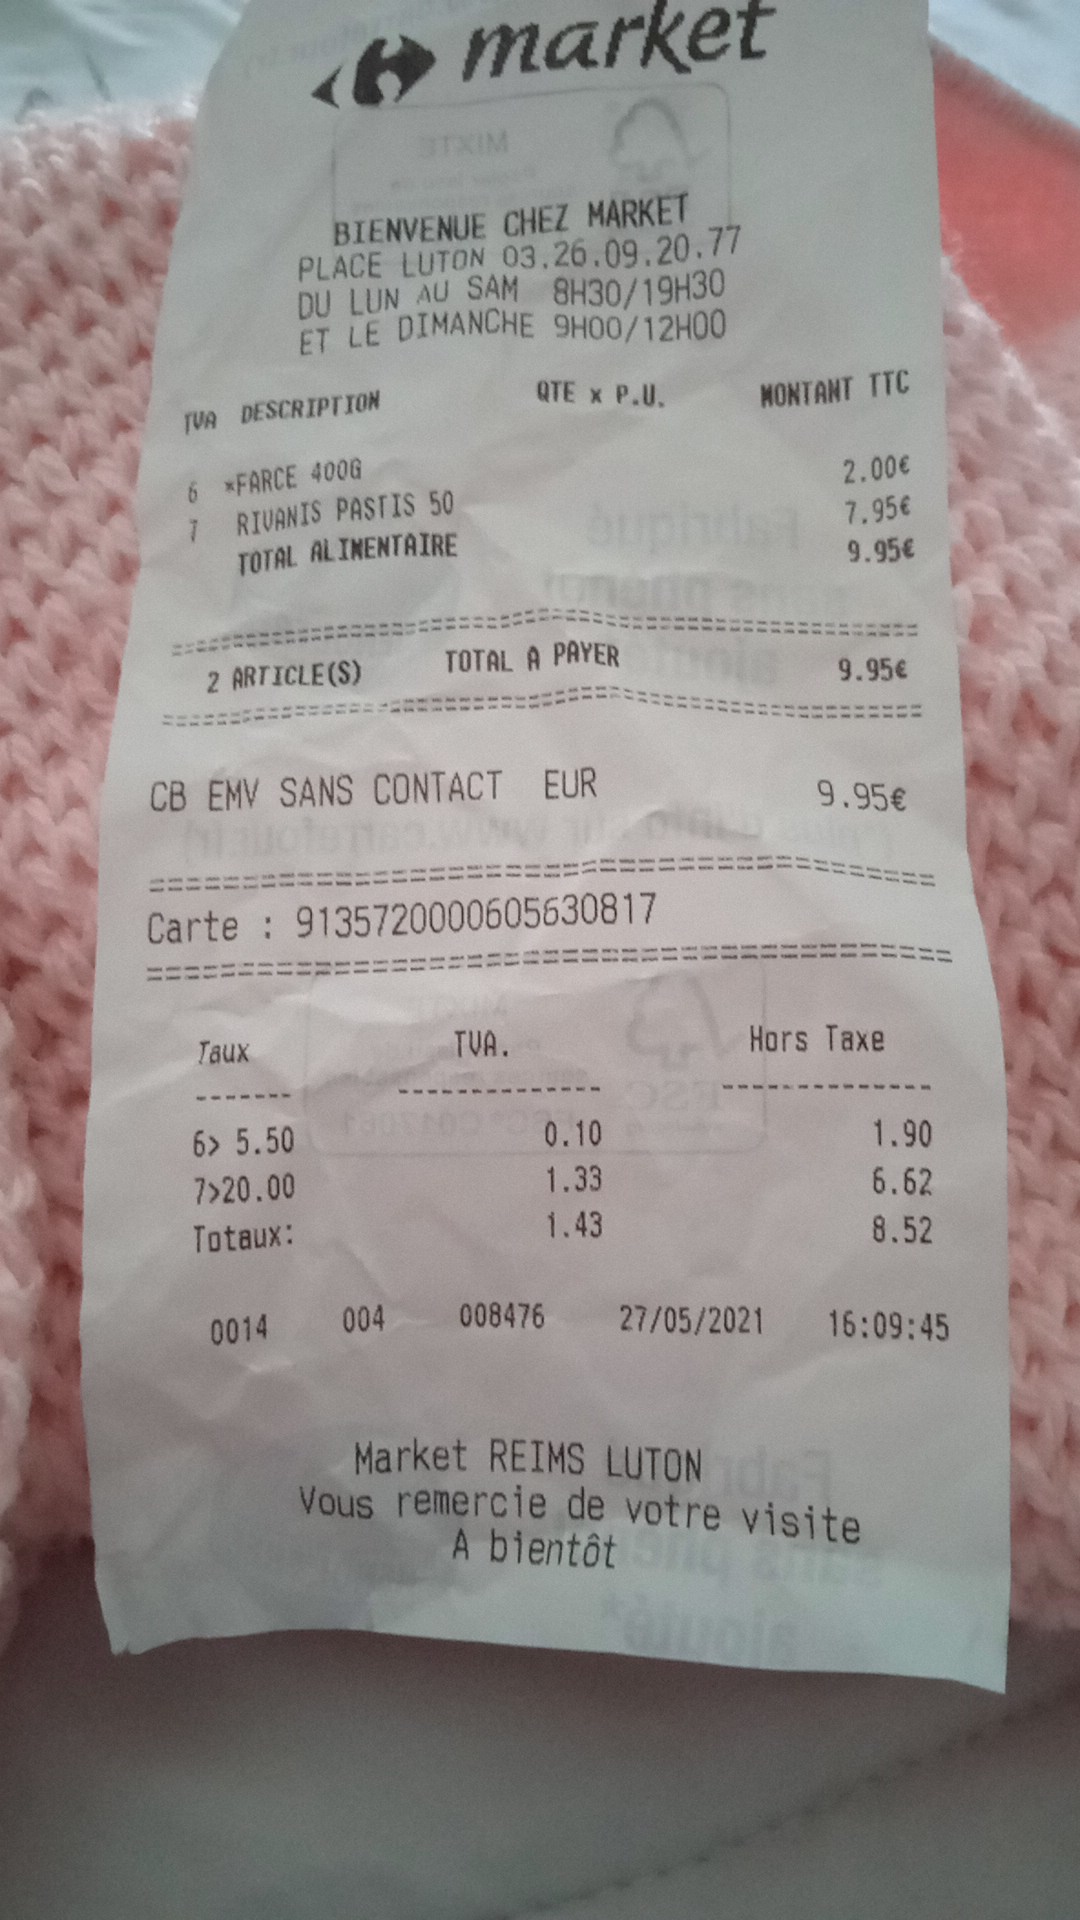 market
BIENVENUE CHEZ MARKET
PLACE LUTON 03.26.09.20.77
DU LUN AU SAM 8H30/19H30
ET LE DIMANCHE 9H00/12H00
TVA DESCRIPTION QTE x P.U. MONTANT TTC
6 *FARCE 400G 2.00€
7 RIVANIS PASTIS 50 7.95€
TOTAL ALIMENTAIRE 9.95€
2 ARTICLE(S) TOTAL A PAYER 9.95€
CB EMV SANS CONTACT EUR 9.95€
Carte : 9135720000605630817
Taux TVA. Hors Taxe
6> 5.50 0.10 1.90
7>20.00 1.33 6.62
Totaux: 1.43 8.52
0014 004 008476 27/05/2021 16:09:45
Market REIMS LUTON
Vous remercie de votre visite
A bientôt